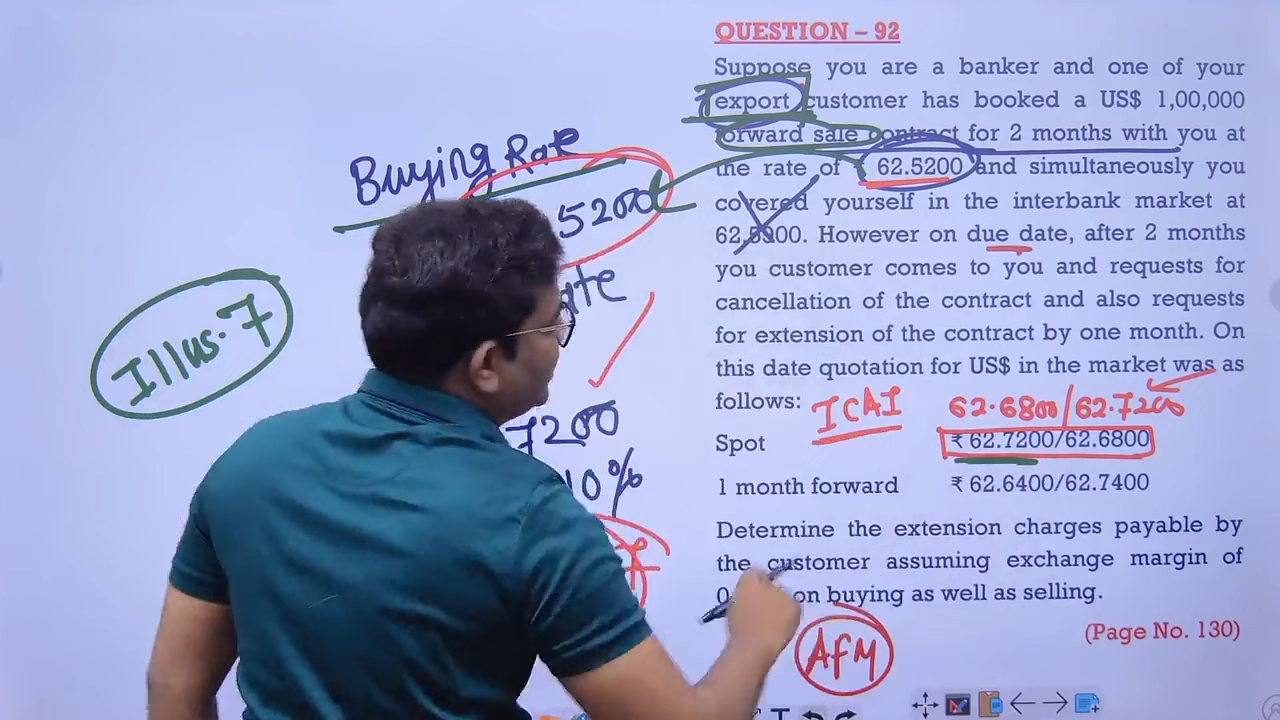 QUESTION – 92
Suppose you are a banker and one of your
export customer has booked a US$ 1,00,000
forward sale contract for 2 months with you at
the rate of 62.5200 and simultaneously you
covered yourself in the interbank market at
However on due date, after 2 months
you customer comes to you and requests for
cancellation of the contract and also requests
for extension of the contract by one month. On
this date quotation for US$ in the market was as
follows: ICAI 62.6800/62.7200
Spot ₹ 62.7200/62.6800
1 month forward ₹ 62.6400/62.7400
Determine the extension charges payable by
the customer assuming exchange margin of
on buying as well as selling.
(Page No. 130)
AFM
Buying Rate
5200
7200
10%
Illus. 7